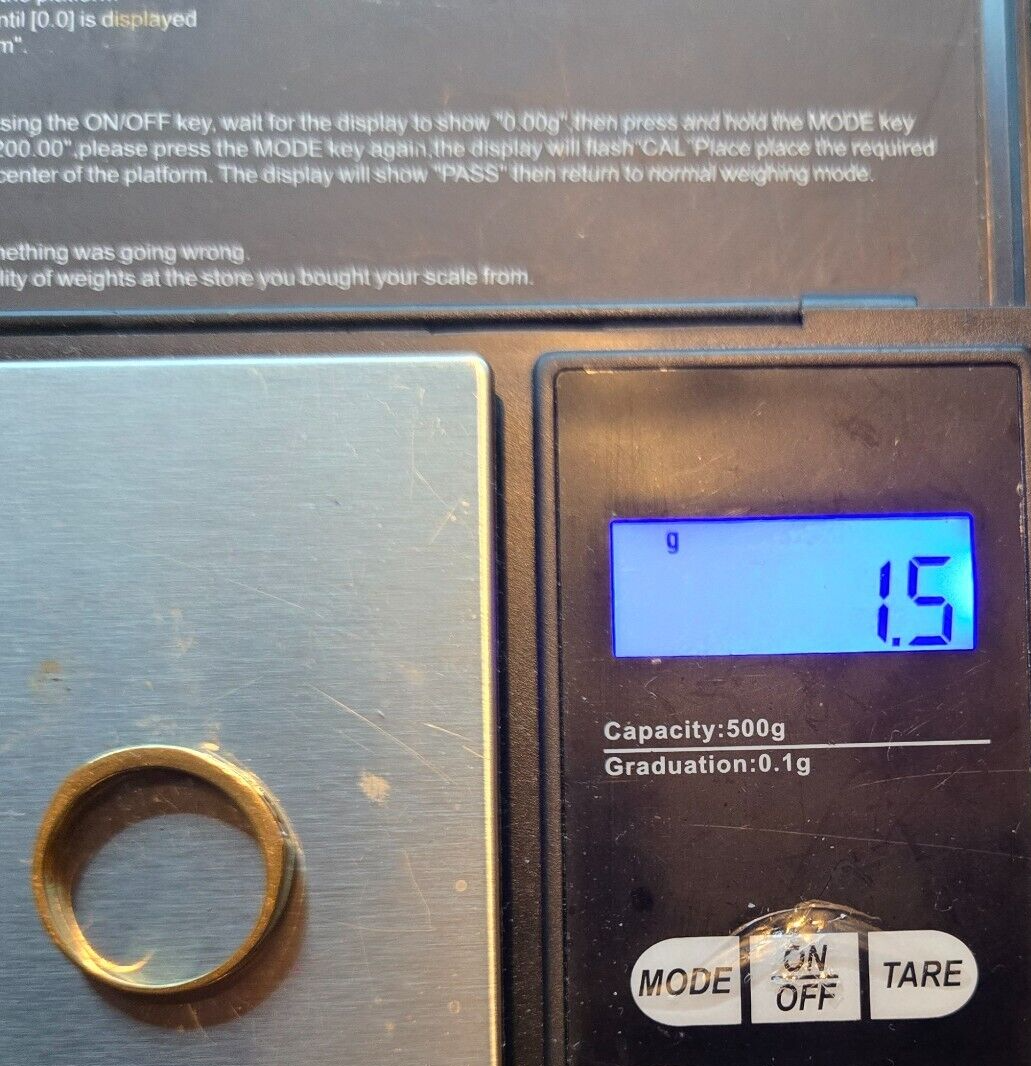 ntil [0.0] is displayed
m".
sing the ON/OFF key, wait for the display to show "0.00g",then press and hold the MODE key
200.00",please press the MODE key again,the display will flash"CAL"Place place the required
center of the platform. The display will show "PASS" then return to normal weighing mode.
nething was going wrong.
lity of weights at the store you bought your scale from.
g
1.5
Capacity:500g
Graduation:0.1g
MODE
ON
OFF
TARE